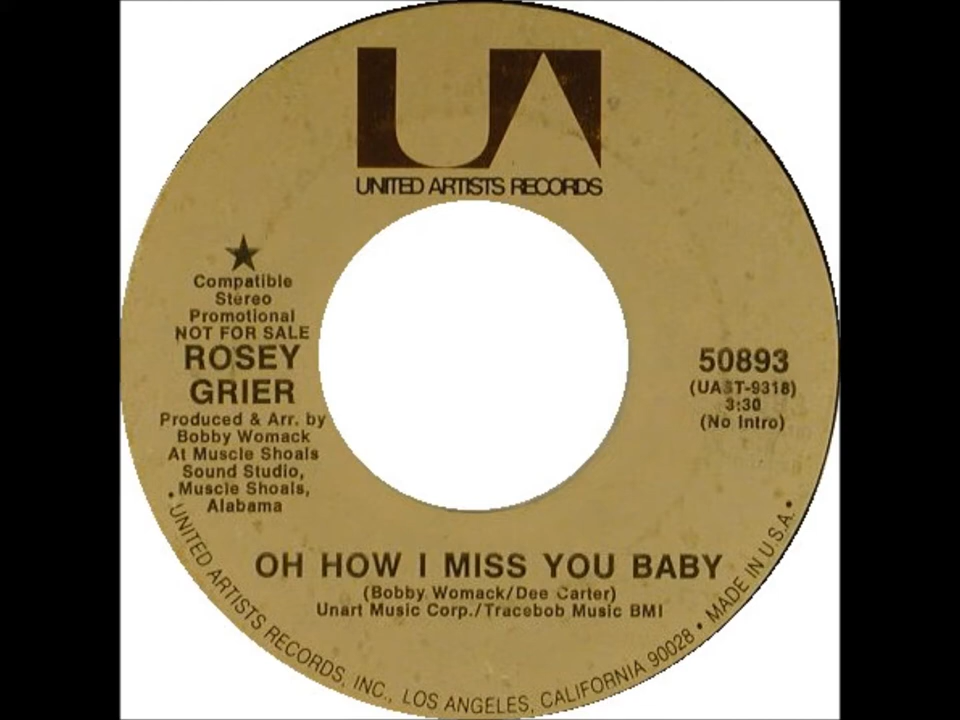 UA
UNITED ARTISTS RECORDS
Compatible
Stereo
Promotional
NOT FOR SALE
ROSEY
GRIER
Produced & Arr. by
Bobby Womack
At Muscle Shoals
Sound Studio,
Muscle Shoals,
Alabama
50893
(UAST-9318)
3:30
(No Intro)
OH HOW I MISS YOU BABY
(Bobby Womack/Dee Carter)
Unart Music Corp./Tracebob Music BMI
• UNITED ARTISTS RECORDS, INC., LOS ANGELES, CALIFORNIA 90028 • MADE IN U.S.A. •